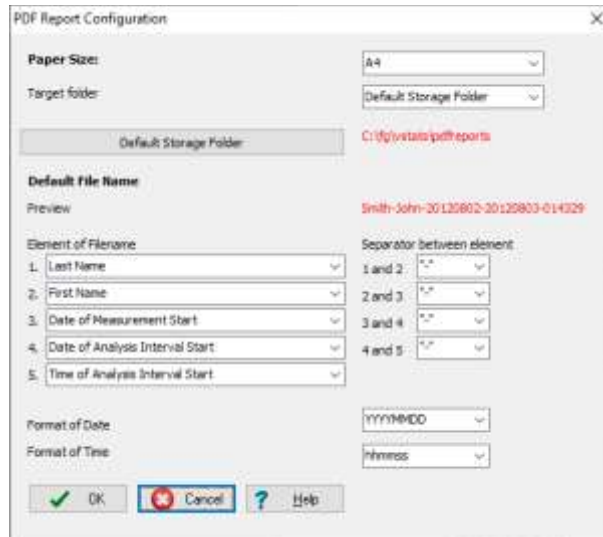 PDF Report Configuration
Paper Size: A4
Target folder Default Storage Folder
Default Storage Folder C:\fg\vstats\pdfreports
Default File Name
Preview Smith-John-20120802-20120803-014329
Element of Filename Separator between element
1. Last Name 1 and 2 "-"
2. First Name 2 and 3 "-"
3. Date of Measurement Start 3 and 4 "-"
4. Date of Analysis Interval Start 4 and 5 "-"
5. Time of Analysis Interval Start
Format of Date YYYYMMDD
Format of Time hhmmss
OK Cancel Help